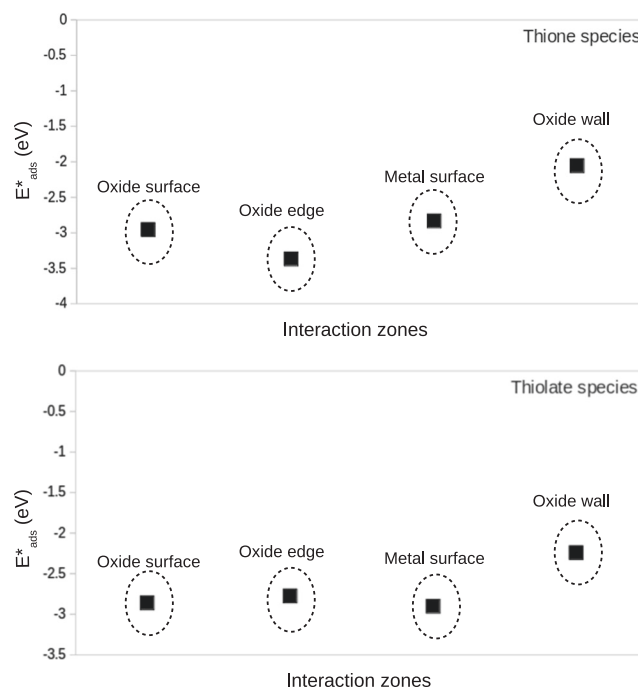 0
Thione species
-0.5
-1
-1.5
Oxide wall
-2
Oxide surface
Metal surface
-2.5
Oxide edge
-3
-3.5
-4
E*ads (eV)
Interaction zones
0
Thiolate species
-0.5
-1
-1.5
Oxide wall
-2
Oxide surface
Oxide edge
Metal surface
-2.5
-3
-3.5
E*ads (eV)
Interaction zones